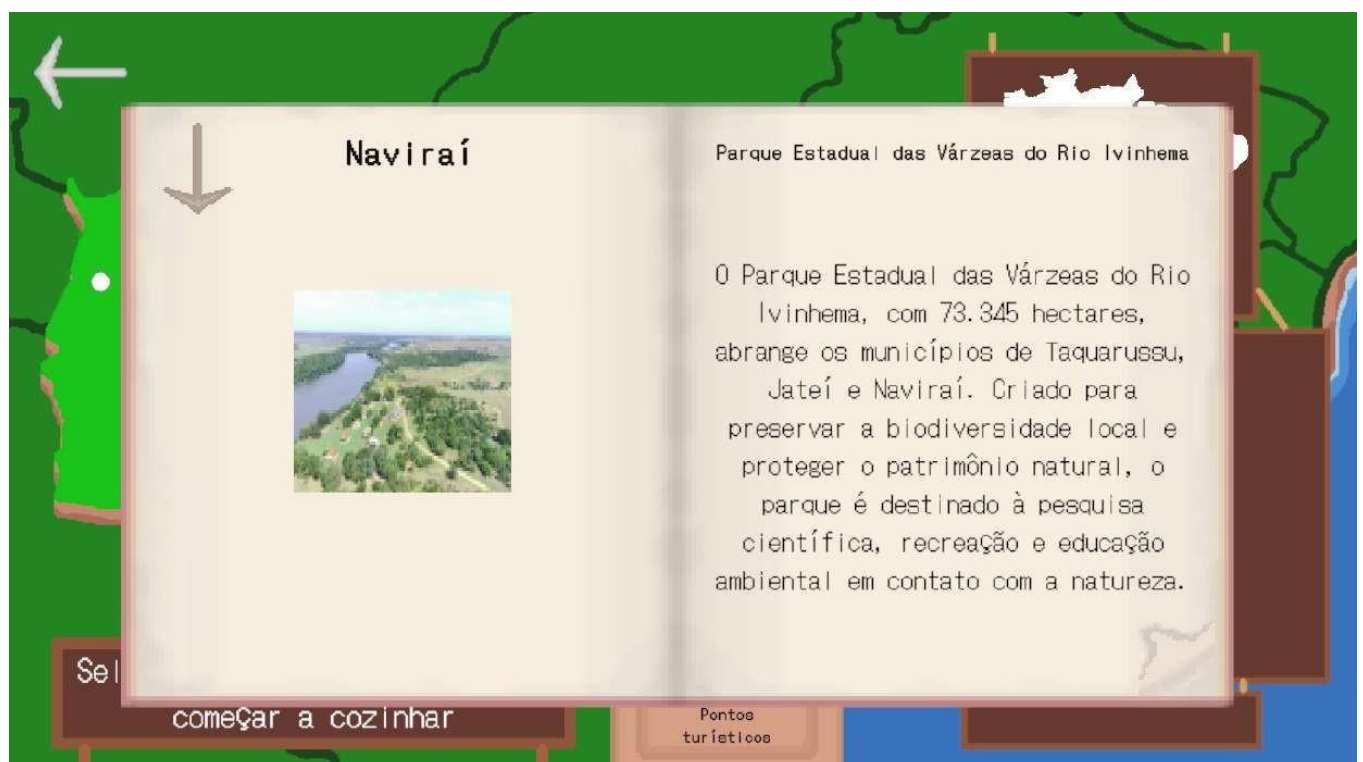 Naviraí
Parque Estadual das Várzeas do Rio Ivinhema
O Parque Estadual das Várzeas do Rio
Ivinhema, com 73.345 hectares,
abrange os municípios de Taquarussu,
Jateí e Naviraí. Criado para
preservar a biodiversidade local e
proteger o patrimônio natural, o
parque é destinado à pesquisa
científica, recreação e educação
ambiental em contato com a natureza.
Sel
começar a cozinhar
Pontos
turísticos